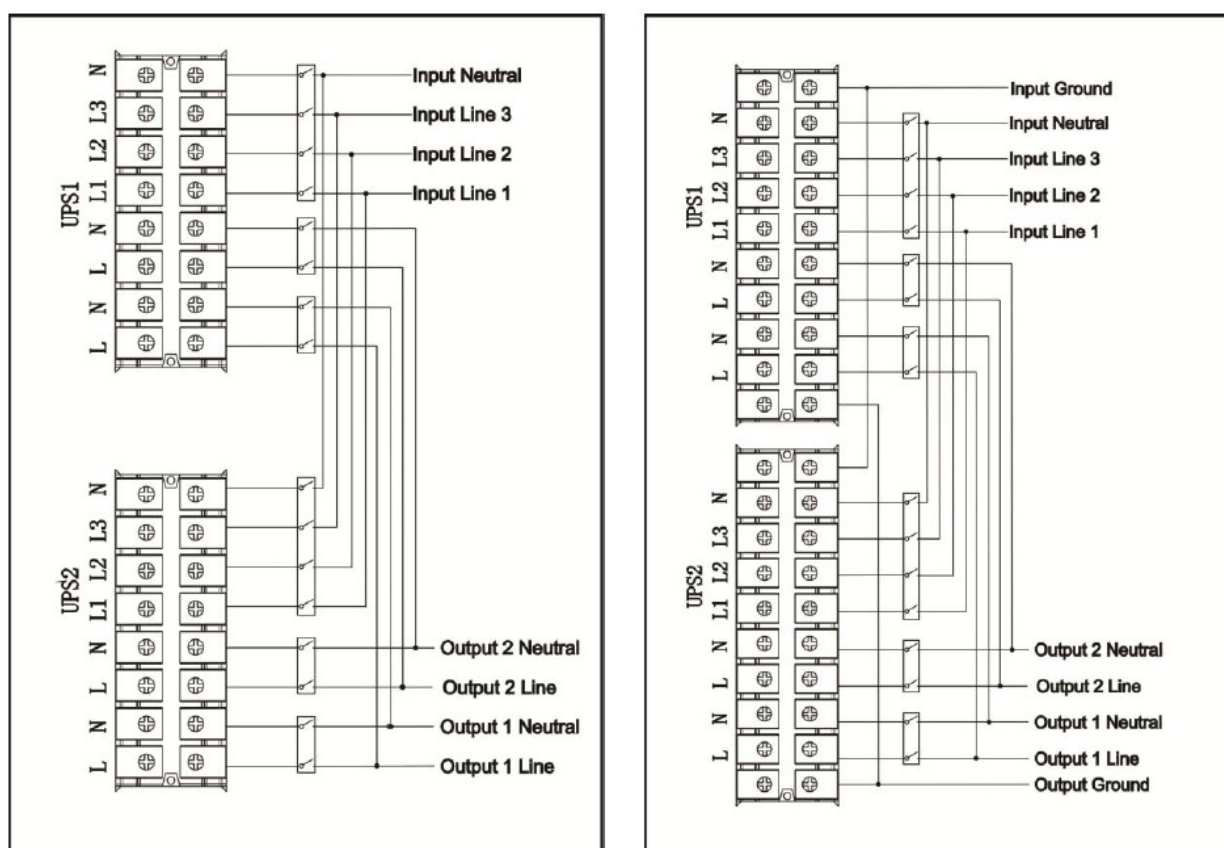 N
Input Neutral
L3
Input Line 3
L2
Input Line 2
L1
Input Line 1
UPS1
N
L
N
L
N
L3
L2
L1
UPS2
N
Output 2 Neutral
L
Output 2 Line
N
Output 1 Neutral
L
Output 1 Line
Input Ground
N
Input Neutral
L3
Input Line 3
L2
Input Line 2
L1
Input Line 1
UPS1
N
L
N
L
N
L3
L2
L1
UPS2
N
Output 2 Neutral
L
Output 2 Line
N
Output 1 Neutral
L
Output 1 Line
Output Ground